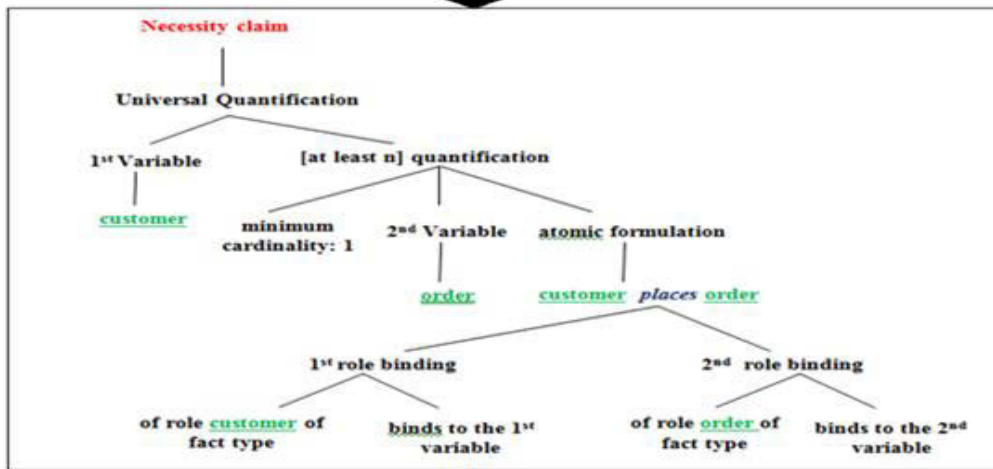 Necessity claim
Universal Quantification
1st Variable
[at least n] quantification
customer
minimum
cardinality: 1
2nd Variable
atomic formulation
order
customer places order
1st role binding
2nd role binding
of role customer of
fact type
binds to the 1st
variable
of role order of
fact type
binds to the 2nd
variable